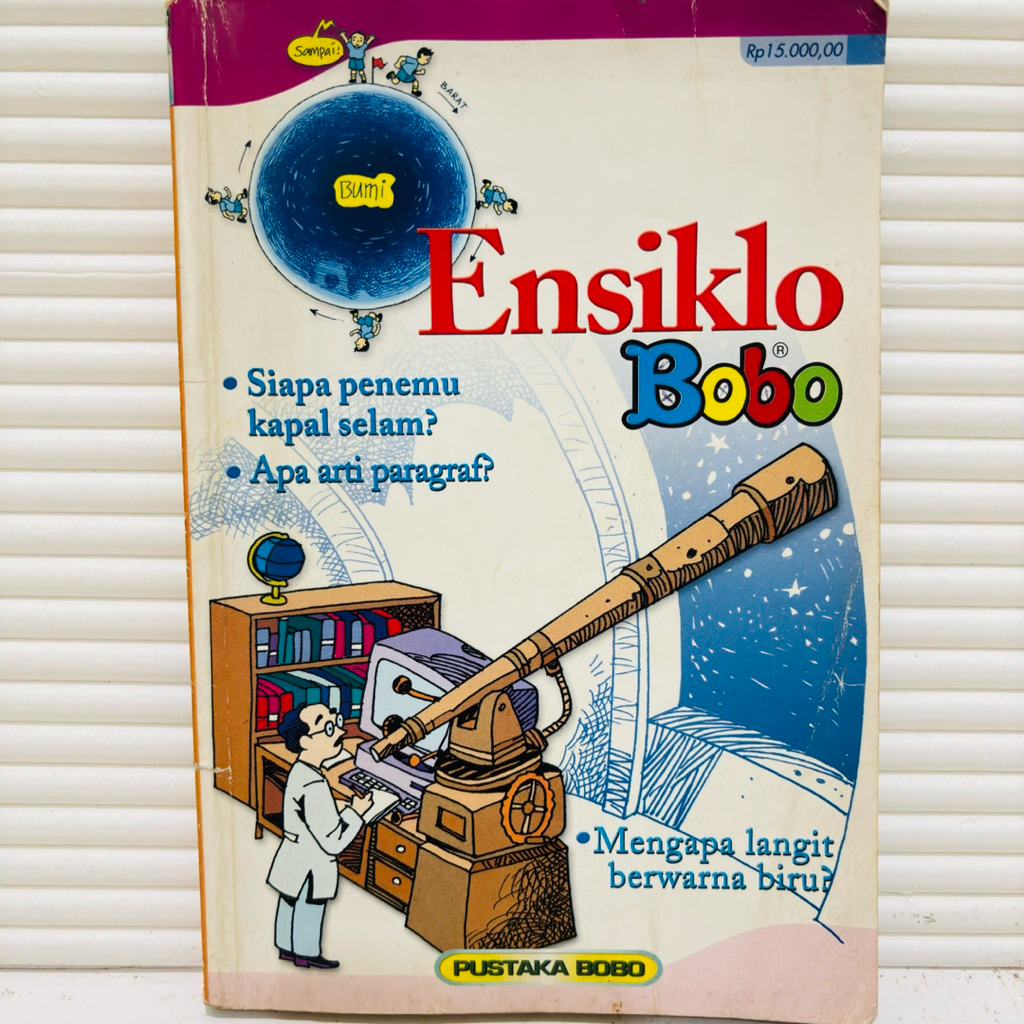 Sampai!
Rp15.000,00
BARAT
Bumi
Ensiklo
Bobo®
• Siapa penemu
kapal selam?
• Apa arti paragraf?
• Mengapa langit
berwarna biru?
PUSTAKA BOBO